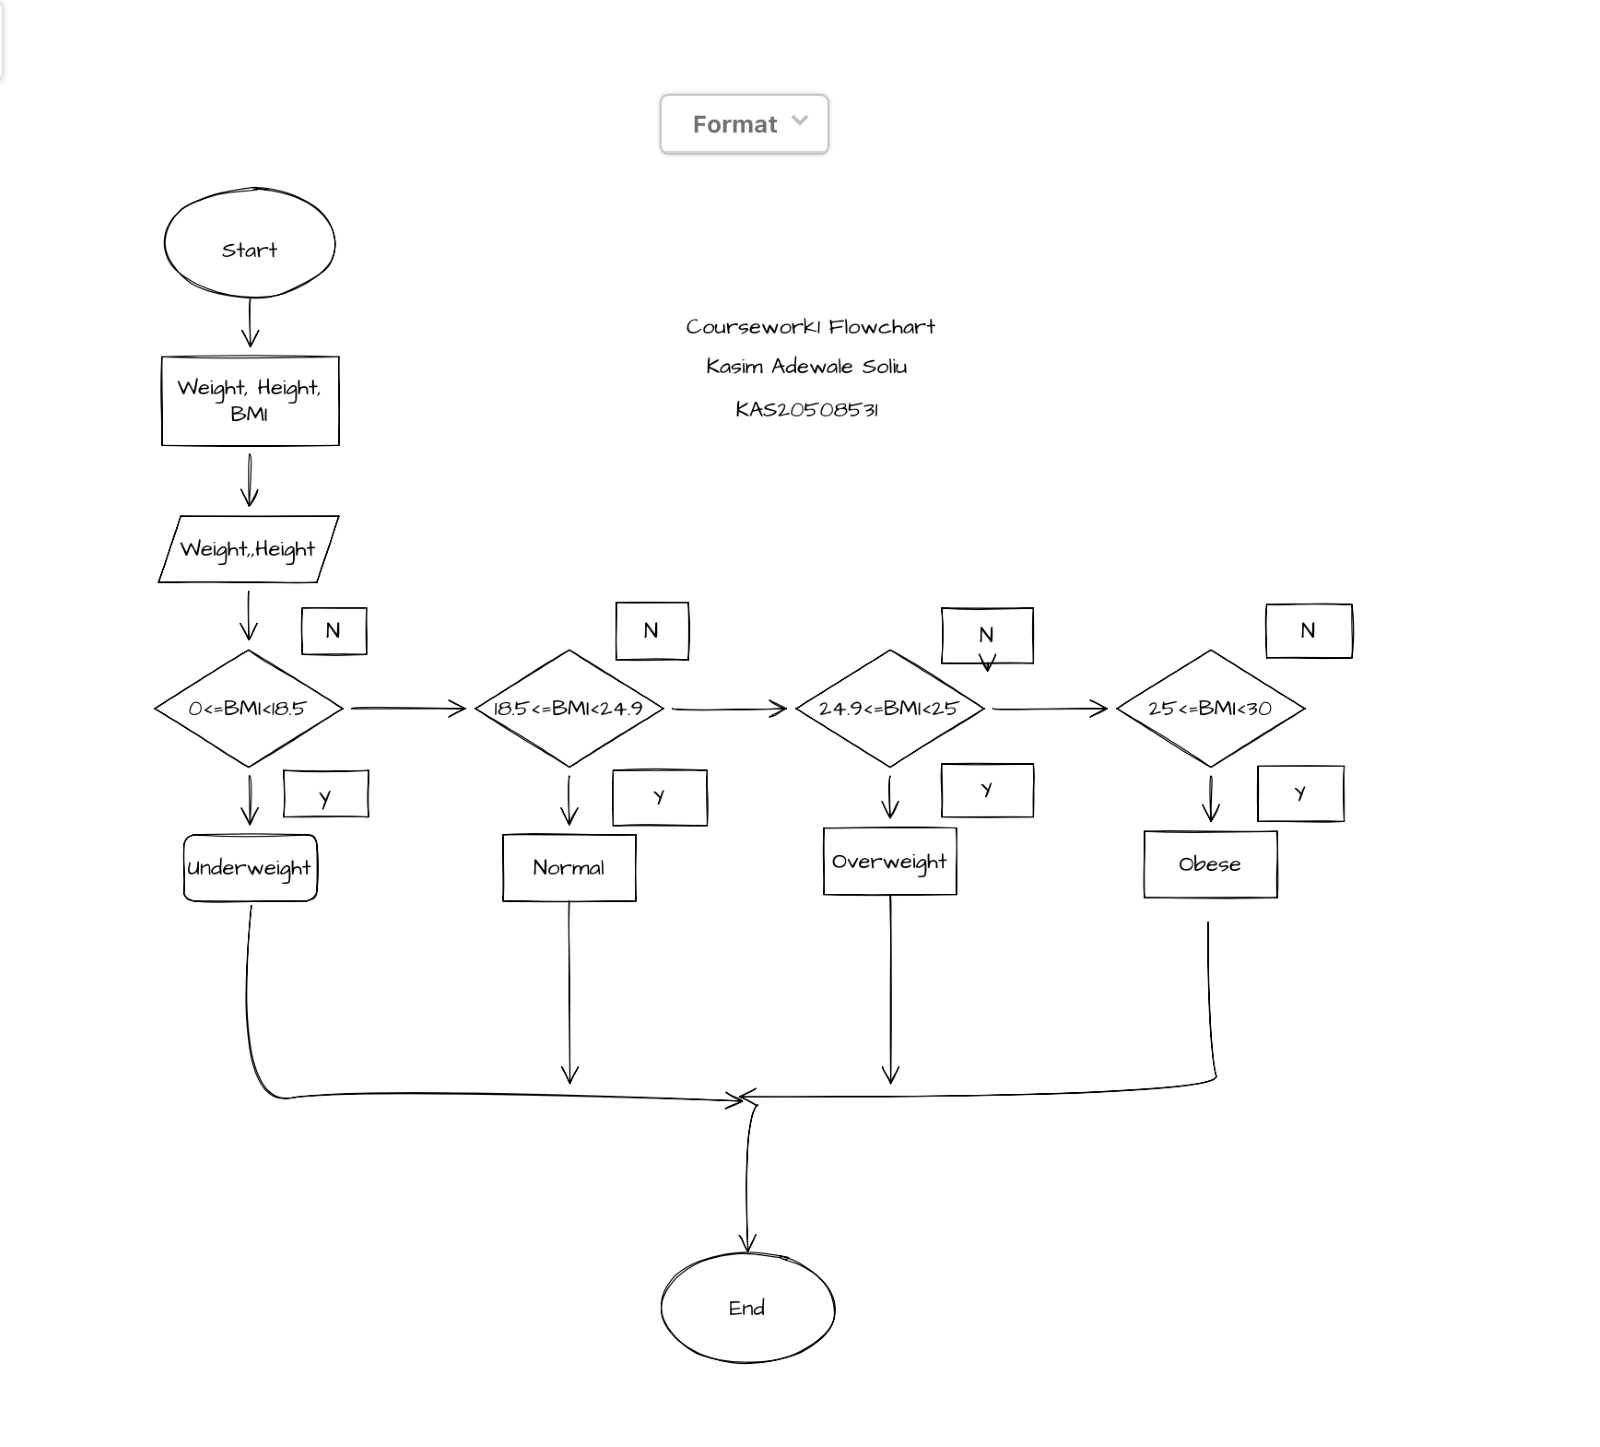 Format
Start
Coursework1 Flowchart
Kasim Adewale Soliu
KAS20508531
Weight, Height,
BMI
Weight,,Height
N
N
N
N
0<=BMI<18.5
18.5<=BMI<24.9
24.9<=BMI<25
25<=BMI<30
Y
Y
Y
Y
Underweight
Normal
Overweight
Obese
End